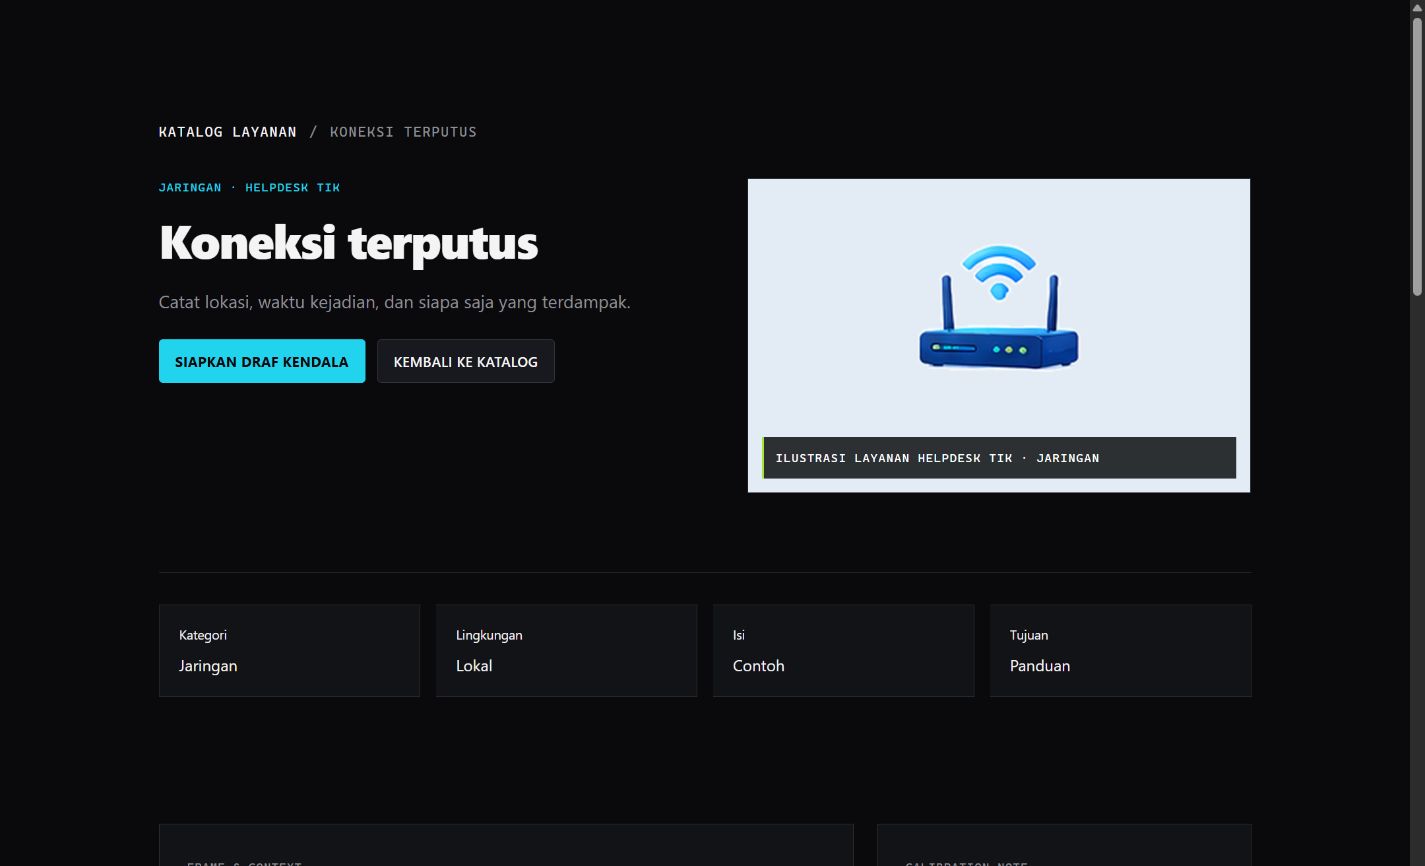 KATALOG LAYANAN / KONEKSI TERPUTUS
JARINGAN · HELPDESK TIK
Koneksi terputus
Catat lokasi, waktu kejadian, dan siapa saja yang terdampak.
SIAPKAN DRAF KENDALA
KEMBALI KE KATALOG
ILUSTRASI LAYANAN HELPDESK TIK · JARINGAN
Kategori
Jaringan
Lingkungan
Lokal
Isi
Contoh
Tujuan
Panduan